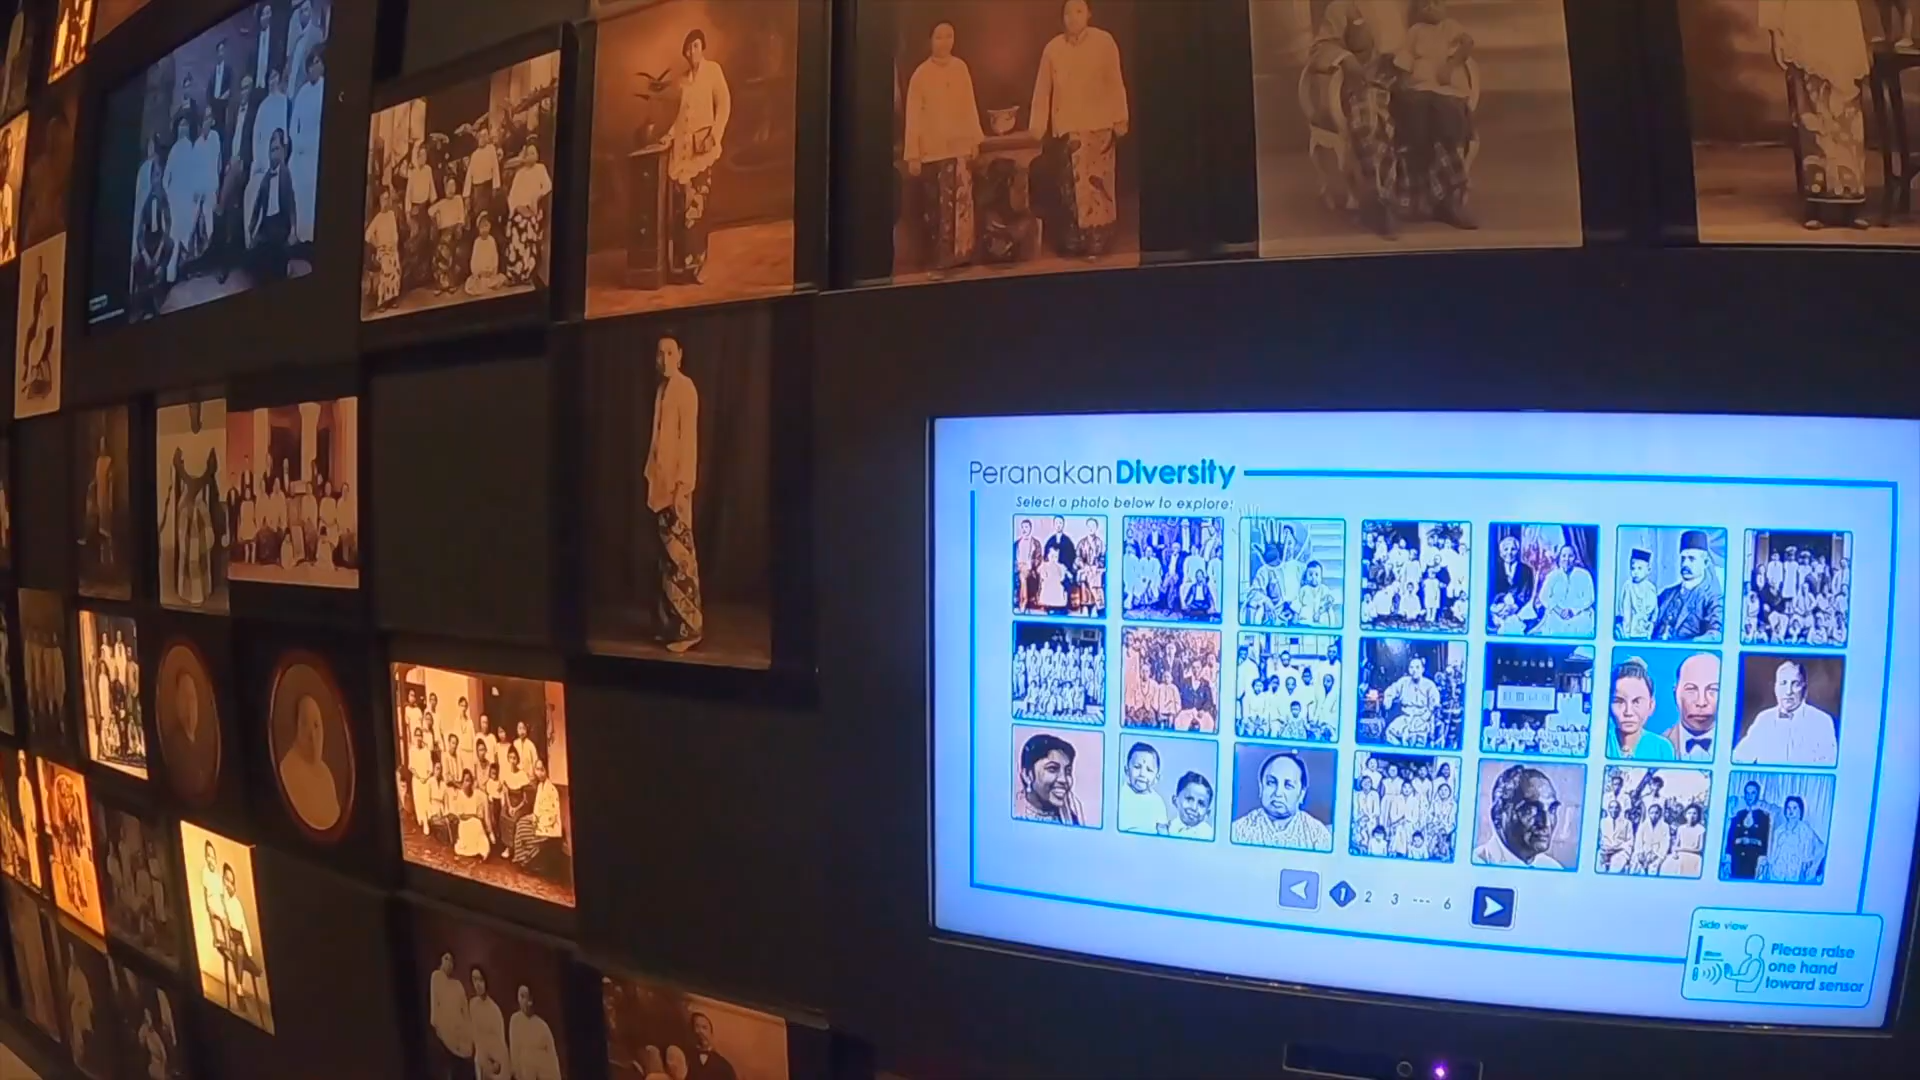 Peranakan Diversity
Select a photo below to explore:
1 2 3 --- 6
Side view
Please raise
one hand
toward sensor